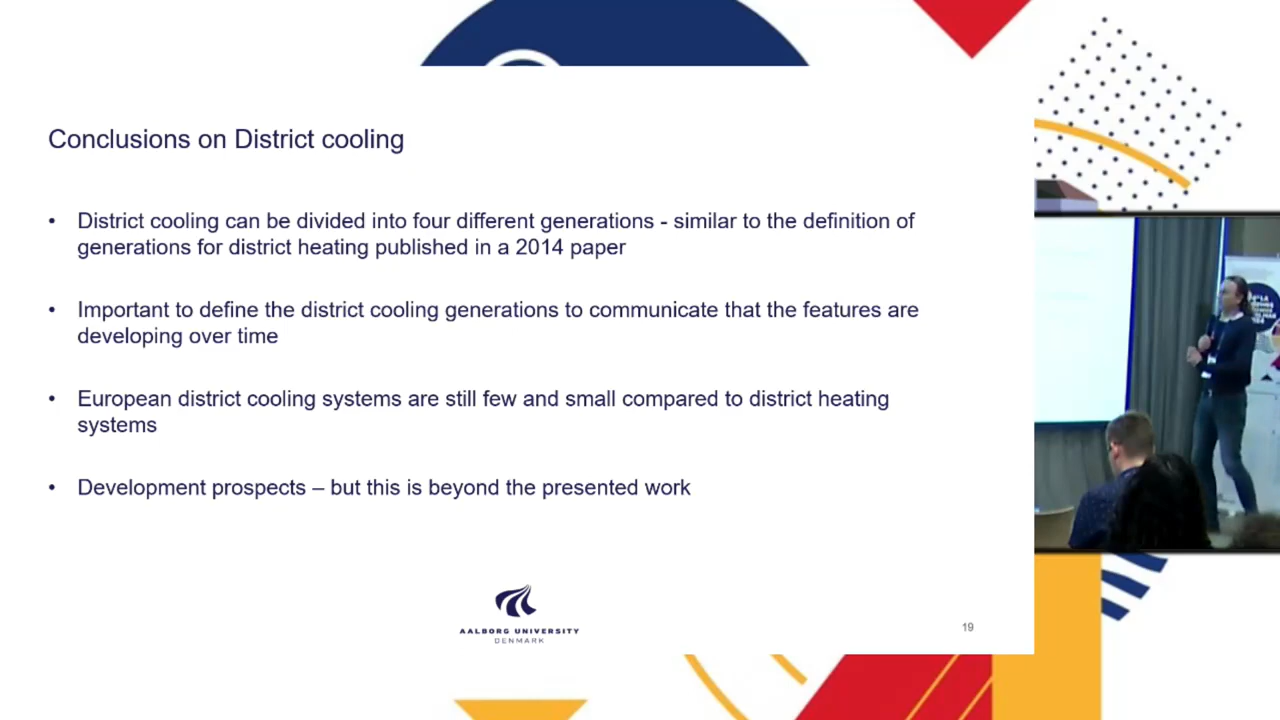 Conclusions on District cooling
• District cooling can be divided into four different generations - similar to the definition of
generations for district heating published in a 2014 paper
• Important to define the district cooling generations to communicate that the features are
developing over time
• European district cooling systems are still few and small compared to district heating
systems
• Development prospects – but this is beyond the presented work
AALBORG UNIVERSITY
DENMARK
19